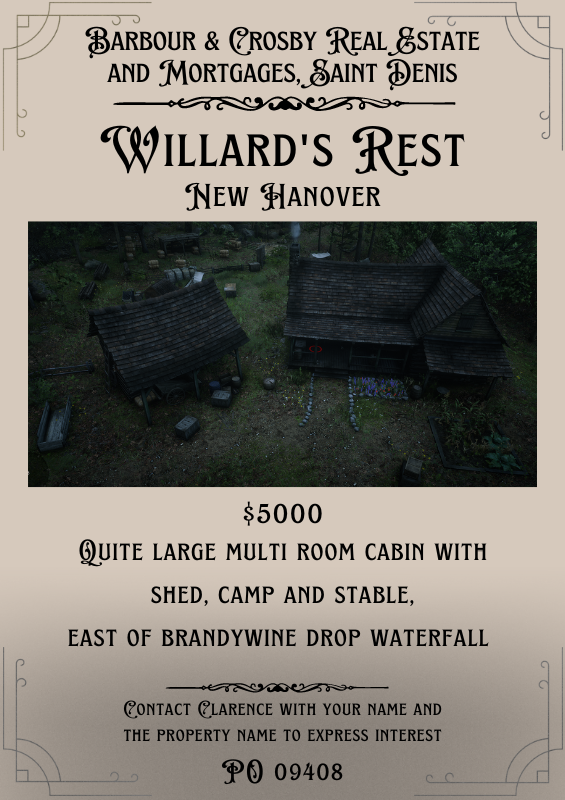 Barbour & Crosby Real Estate
and Mortgages, Saint Denis
Willard's Rest
New Hanover
$5000
Quite large multi room cabin with
shed, camp and stable,
east of Brandywine Drop waterfall
Contact Clarence with your name and
the property name to express interest
PO 09408